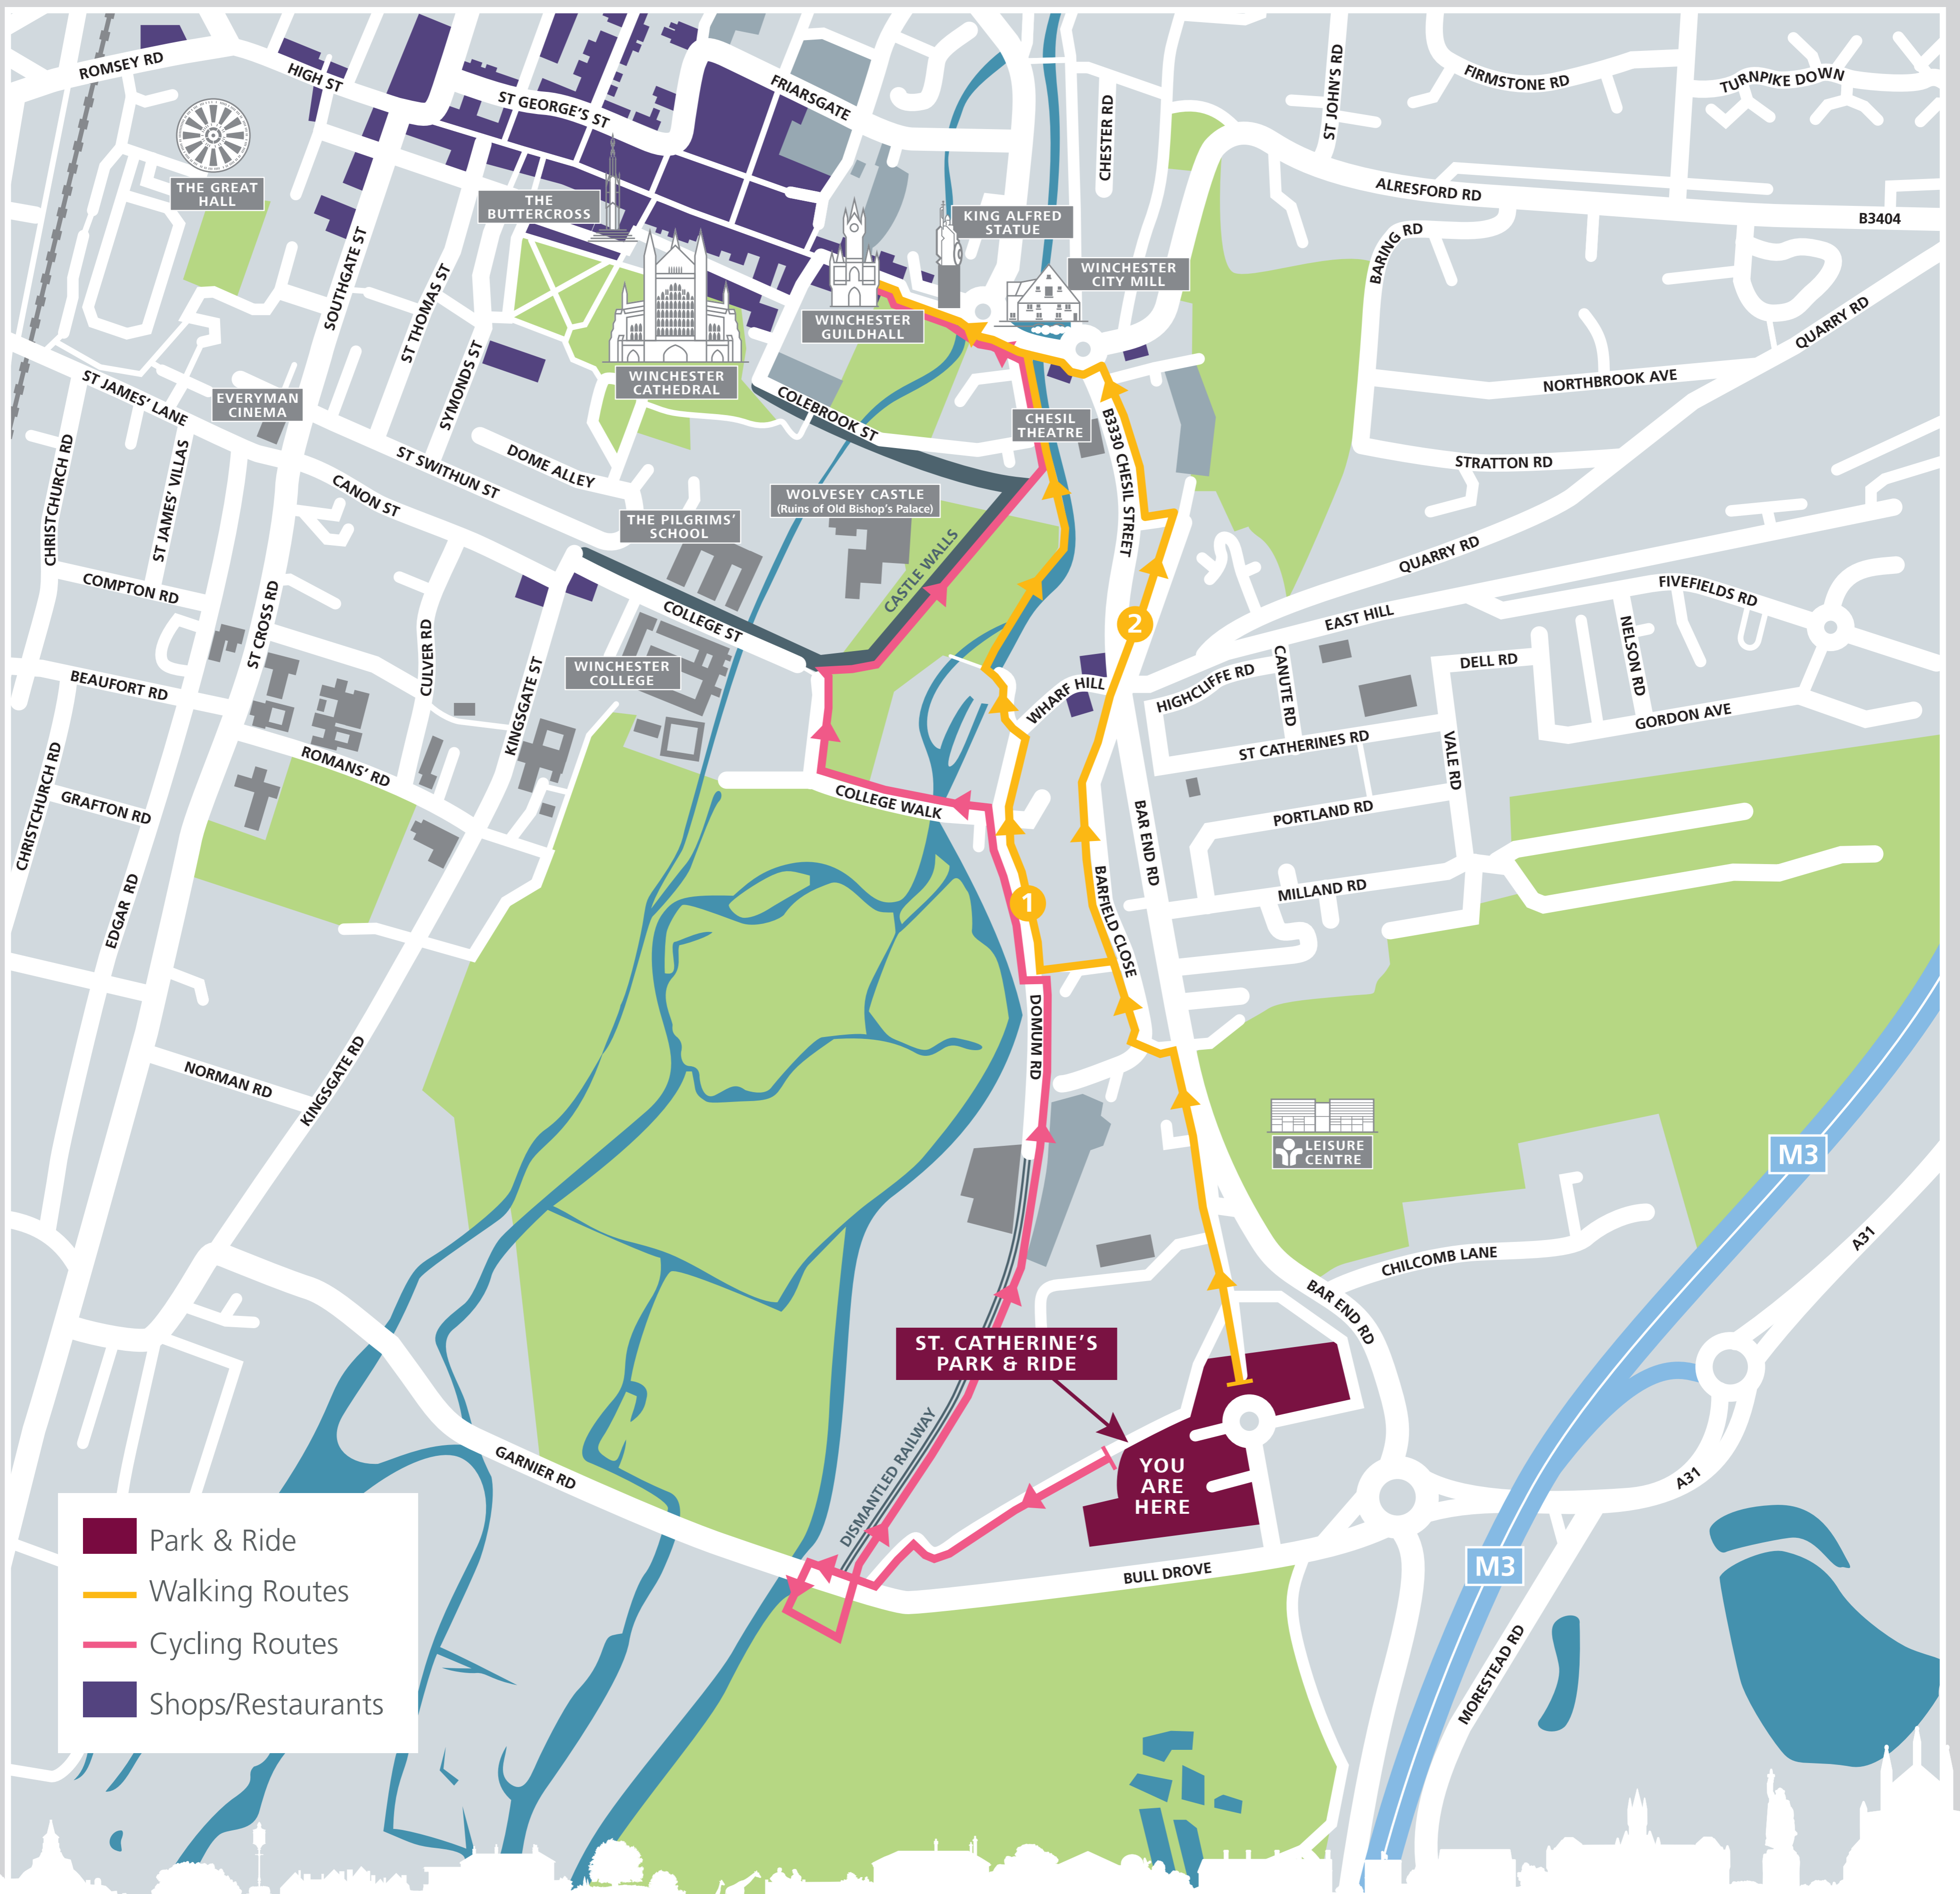 ROMSEY RD
HIGH ST
ST GEORGE'S ST
FRIARSGATE
CHESTER RD
ST JOHN'S RD
FIRMSTONE RD
TURNPIKE DOWN
THE GREAT
HALL
THE
BUTTERCROSS
KING ALFRED
STATUE
ALRESFORD RD
B3404
SOUTHGATE ST
ST THOMAS ST
SYMONDS ST
BARING RD
WINCHESTER
CITY MILL
WINCHESTER
GUILDHALL
QUARRY RD
ST JAMES' LANE
EVERYMAN
CINEMA
WINCHESTER
CATHEDRAL
COLEBROOK ST
CHESIL
THEATRE
B3330 CHESIL STREET
NORTHBROOK AVE
STRATTON RD
CHRISTCHURCH RD
ST JAMES' VILLAS
CANON ST
ST SWITHUN ST
DOME ALLEY
THE PILGRIMS'
SCHOOL
WOLVESEY CASTLE
(Ruins of Old Bishop's Palace)
CASTLE WALLS
QUARRY RD
EAST HILL
FIVEFIELDS RD
COMPTON RD
ST CROSS RD
COLLEGE ST
2
NELSON RD
BEAUFORT RD
CULVER RD
KINGSGATE ST
WINCHESTER
COLLEGE
WHARF HILL
HIGHCLIFFE RD
CANUTE RD
DELL RD
GORDON AVE
ST CATHERINES RD
VALE RD
CHRISTCHURCH RD
GRAFTON RD
ROMANS' RD
COLLEGE WALK
BAR END RD
PORTLAND RD
MILLAND RD
EDGAR RD
1
BARFIELD CLOSE
DOMUM RD
NORMAN RD
KINGSGATE RD
LEISURE
CENTRE
M3
A31
CHILCOMB LANE
BAR END RD
ST. CATHERINE'S
PARK & RIDE
DISMANTLED RAILWAY
YOU
ARE
HERE
GARNIER RD
BULL DROVE
A31
M3
MORESTEAD RD
Park & Ride
Walking Routes
Cycling Routes
Shops/Restaurants